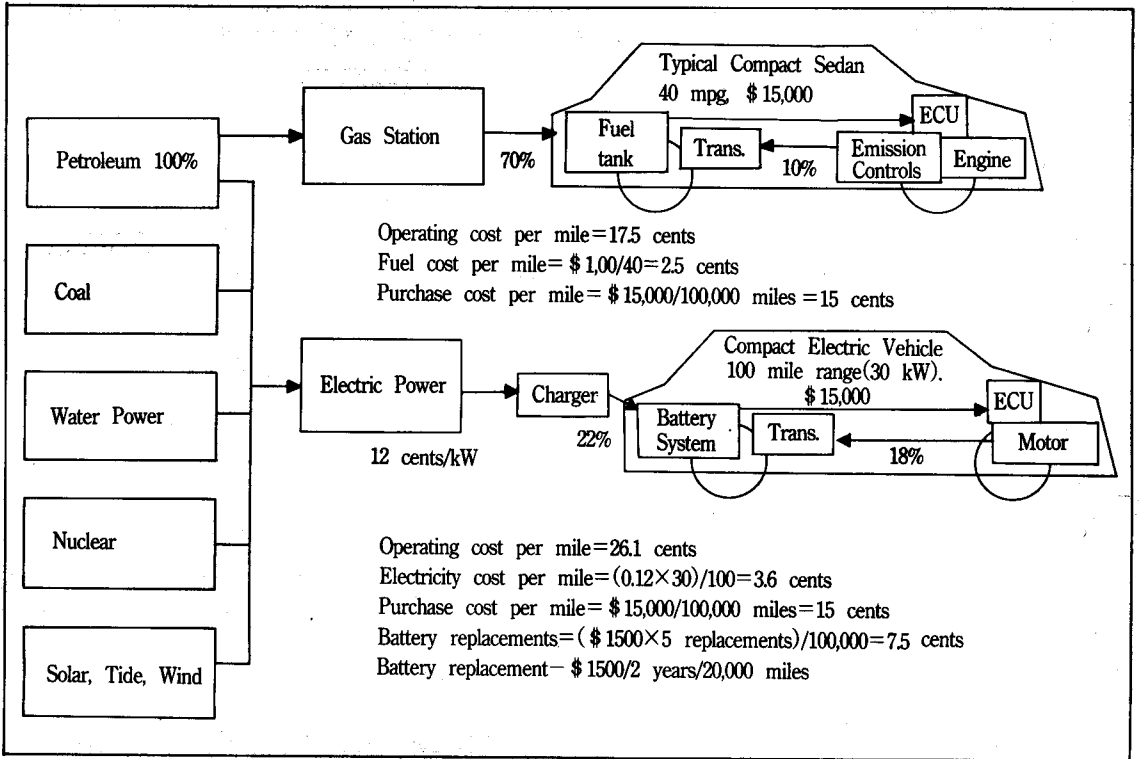 Petroleum 100%
Coal
Water Power
Nuclear
Solar, Tide, Wind
Gas Station
70%
Typical Compact Sedan
40 mpg, $15,000
Fuel
tank
Trans.
10%
Emission
Controls
ECU
Engine
Operating cost per mile=17.5 cents
Fuel cost per mile=$1,00/40=2.5 cents
Purchase cost per mile=$15,000/100,000 miles=15 cents
Electric Power
12 cents/kW
Charger
22%
Compact Electric Vehicle
100 mile range(30 kW).
$15,000
Battery
System
Trans.
18%
ECU
Motor
Operating cost per mile=26.1 cents
Electricity cost per mile=(0.12×30)/100=3.6 cents
Purchase cost per mile=$15,000/100,000 miles=15 cents
Battery replacements=($1500×5 replacements)/100,000=7.5 cents
Battery replacement—$1500/2 years/20,000 miles